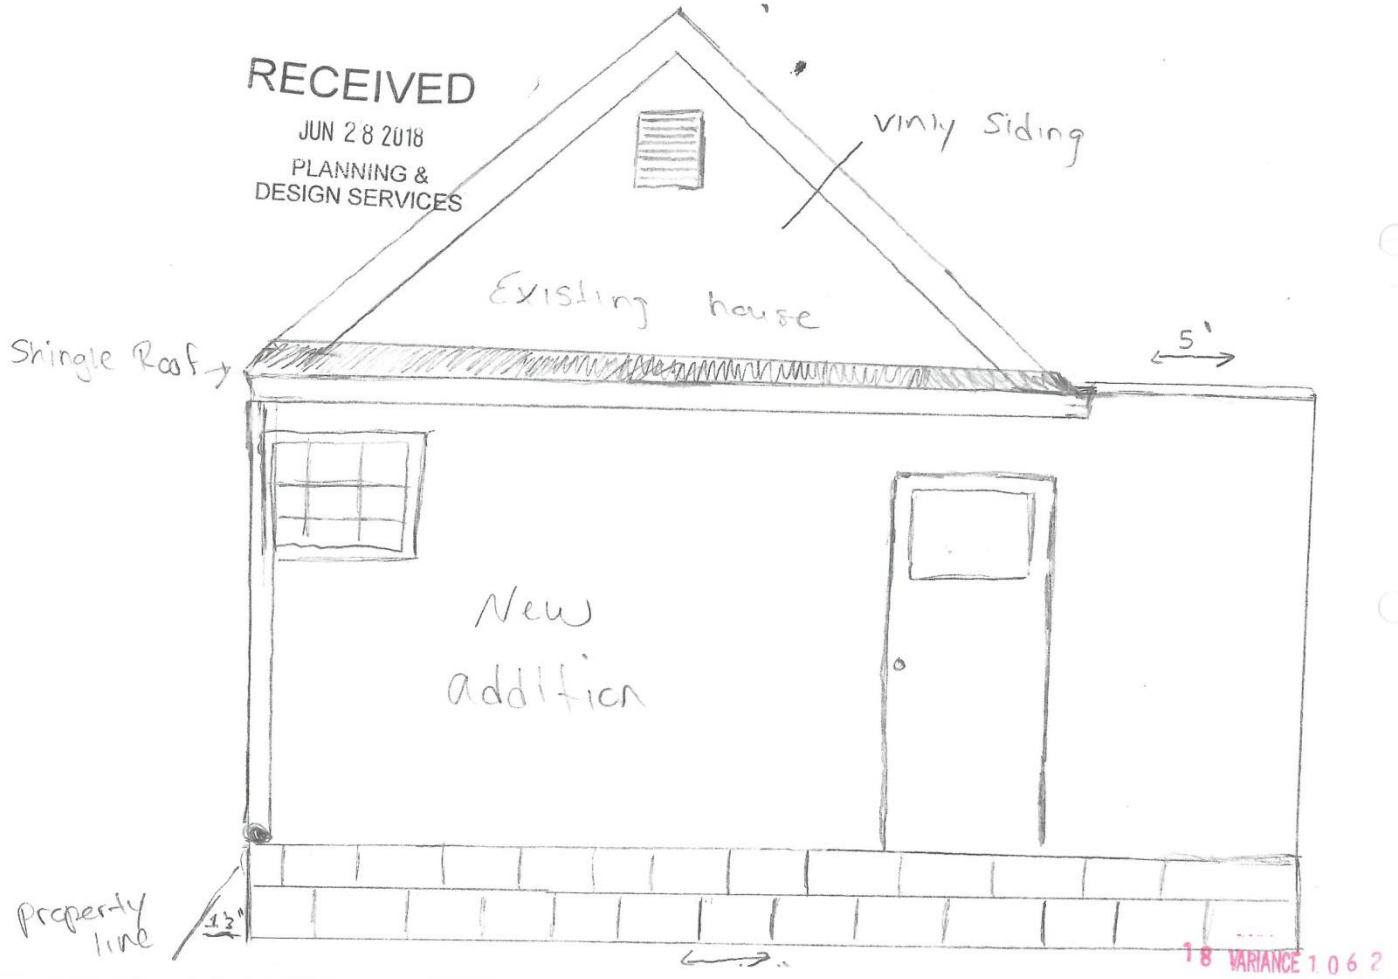 RECEIVED
JUN 28 2018
PLANNING &
DESIGN SERVICES
vinly Siding
Existing house
Shingle Roof
5'
New
addition
Property
line
13"
18 VARIANCE 1062